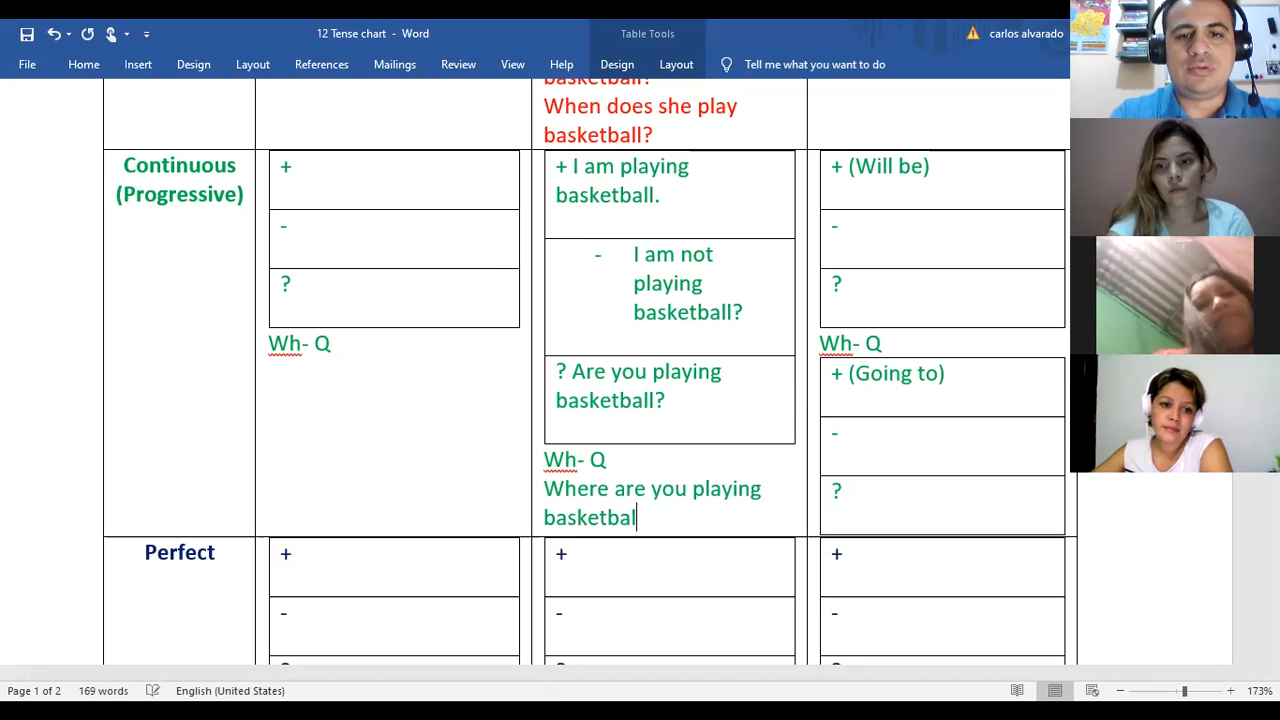 12 Tense chart - Word
Table Tools
carlos alvarado
File Home Insert Design Layout References Mailings Review View Help Design Layout Tell me what you want to do
When does she play
basketball?
Continuous
(Progressive)
+
-
?
Wh- Q
+ I am playing
basketball.
- I am not
playing
basketball?
? Are you playing
basketball?
Wh- Q
Where are you playing
basketbal
+ (Will be)
-
?
Wh- Q
+ (Going to)
-
?
Perfect
+
-
+
-
+
-
Page 1 of 2 169 words English (United States) 173%